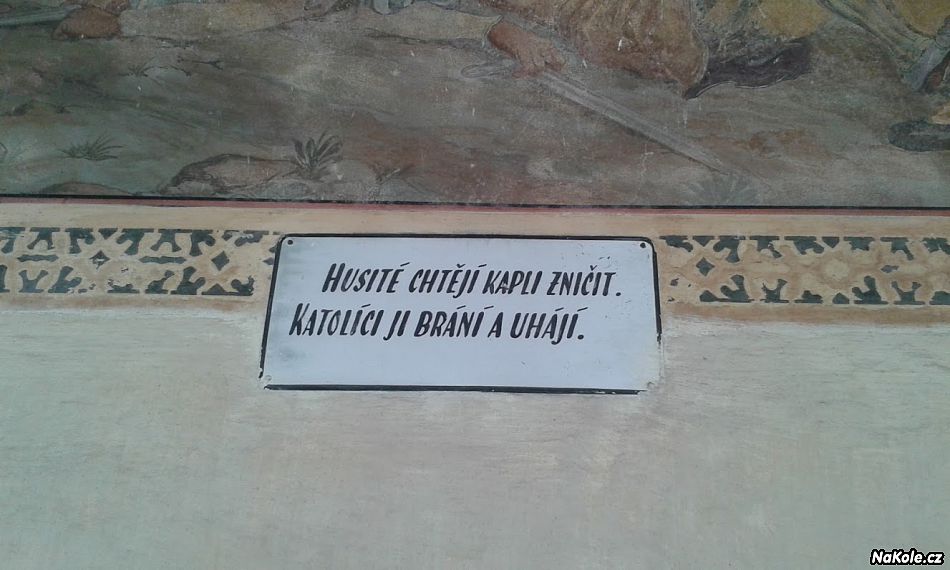 Husité chtějí kapli zničit.
Katolíci ji brání a uhájí.
NaKole.cz